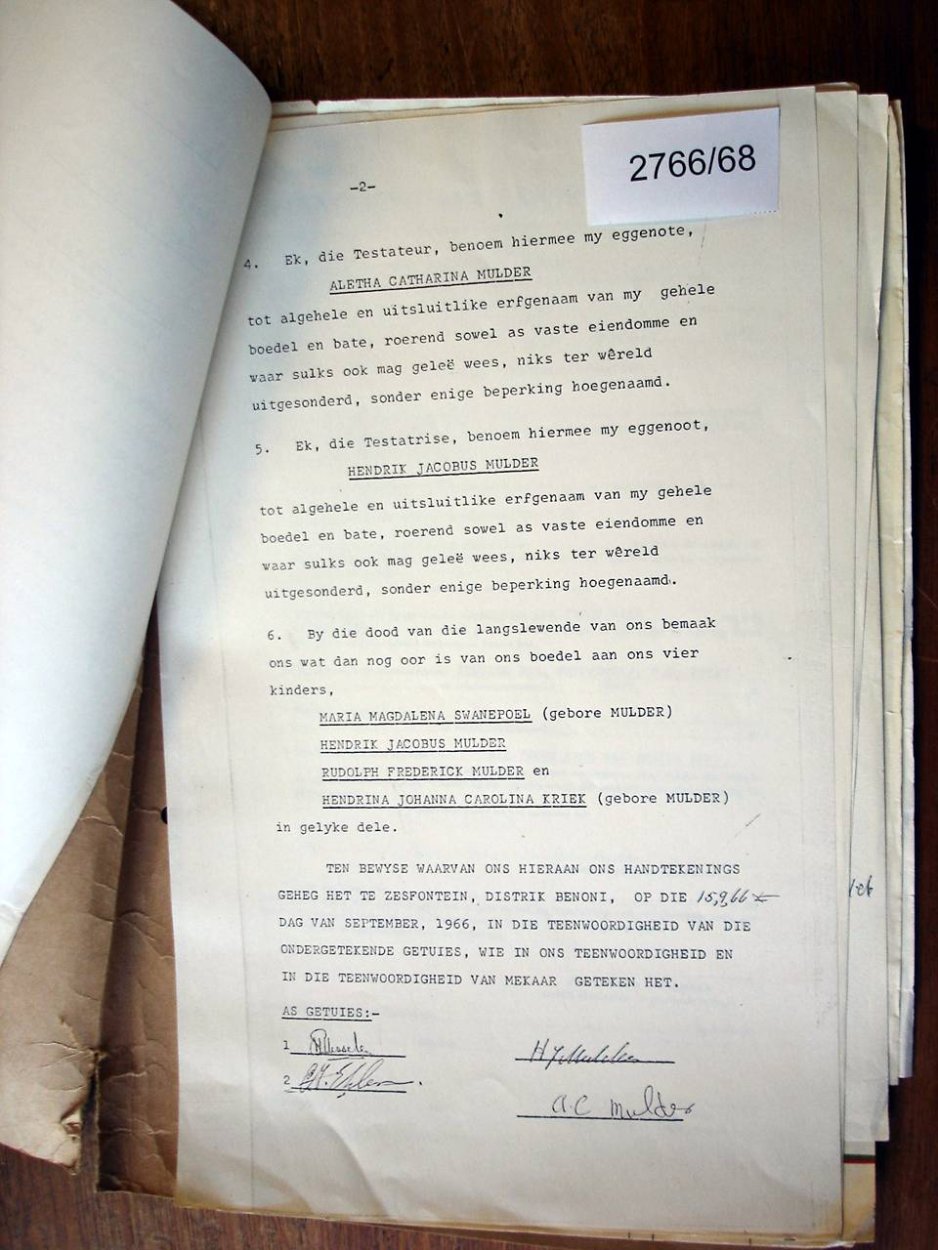 2766/68
-2-
4. Ek, die Testateur, benoem hiermee my eggenote,
ALETHA CATHARINA MULDER
tot algehele en uitsluitlike erfgenaam van my gehele
boedel en bate, roerend sowel as vaste eiendomme en
waar sulks ook mag geleë wees, niks ter wêreld
uitgesonderd, sonder enige beperking hoegenaamd.
5. Ek, die Testatrise, benoem hiermee my eggenoot,
HENDRIK JACOBUS MULDER
tot algehele en uitsluitlike erfgenaam van my gehele
boedel en bate, roerend sowel as vaste eiendomme en
waar sulks ook mag geleë wees, niks ter wêreld
uitgesonderd, sonder enige beperking hoegenaamd.
6. By die dood van die langslewende van ons bemaak
ons wat dan nog oor is van ons boedel aan ons vier
kinders,
MARIA MAGDALENA SWANEPOEL (gebore MULDER)
HENDRIK JACOBUS MULDER
RUDOLPH FREDERICK MULDER en
HENDRINA JOHANNA CAROLINA KRIEK (gebore MULDER)
in gelyke dele.
TEN BEWYSE WAARVAN ONS HIERAAN ONS HANDTEKENINGS
GEHEG HET TE ZESFONTEIN, DISTRIK BENONI, OP DIE 15,9,66
DAG VAN SEPTEMBER, 1966, IN DIE TEENWOORDIGHEID VAN DIE
ONDERGETEKENDE GETUIES, WIE IN ONS TEENWOORDIGHEID EN
IN DIE TEENWOORDIGHEID VAN MEKAAR GETEKEN HET.
AS GETUIES:-
1
H J Mulder
2
a.c mulder